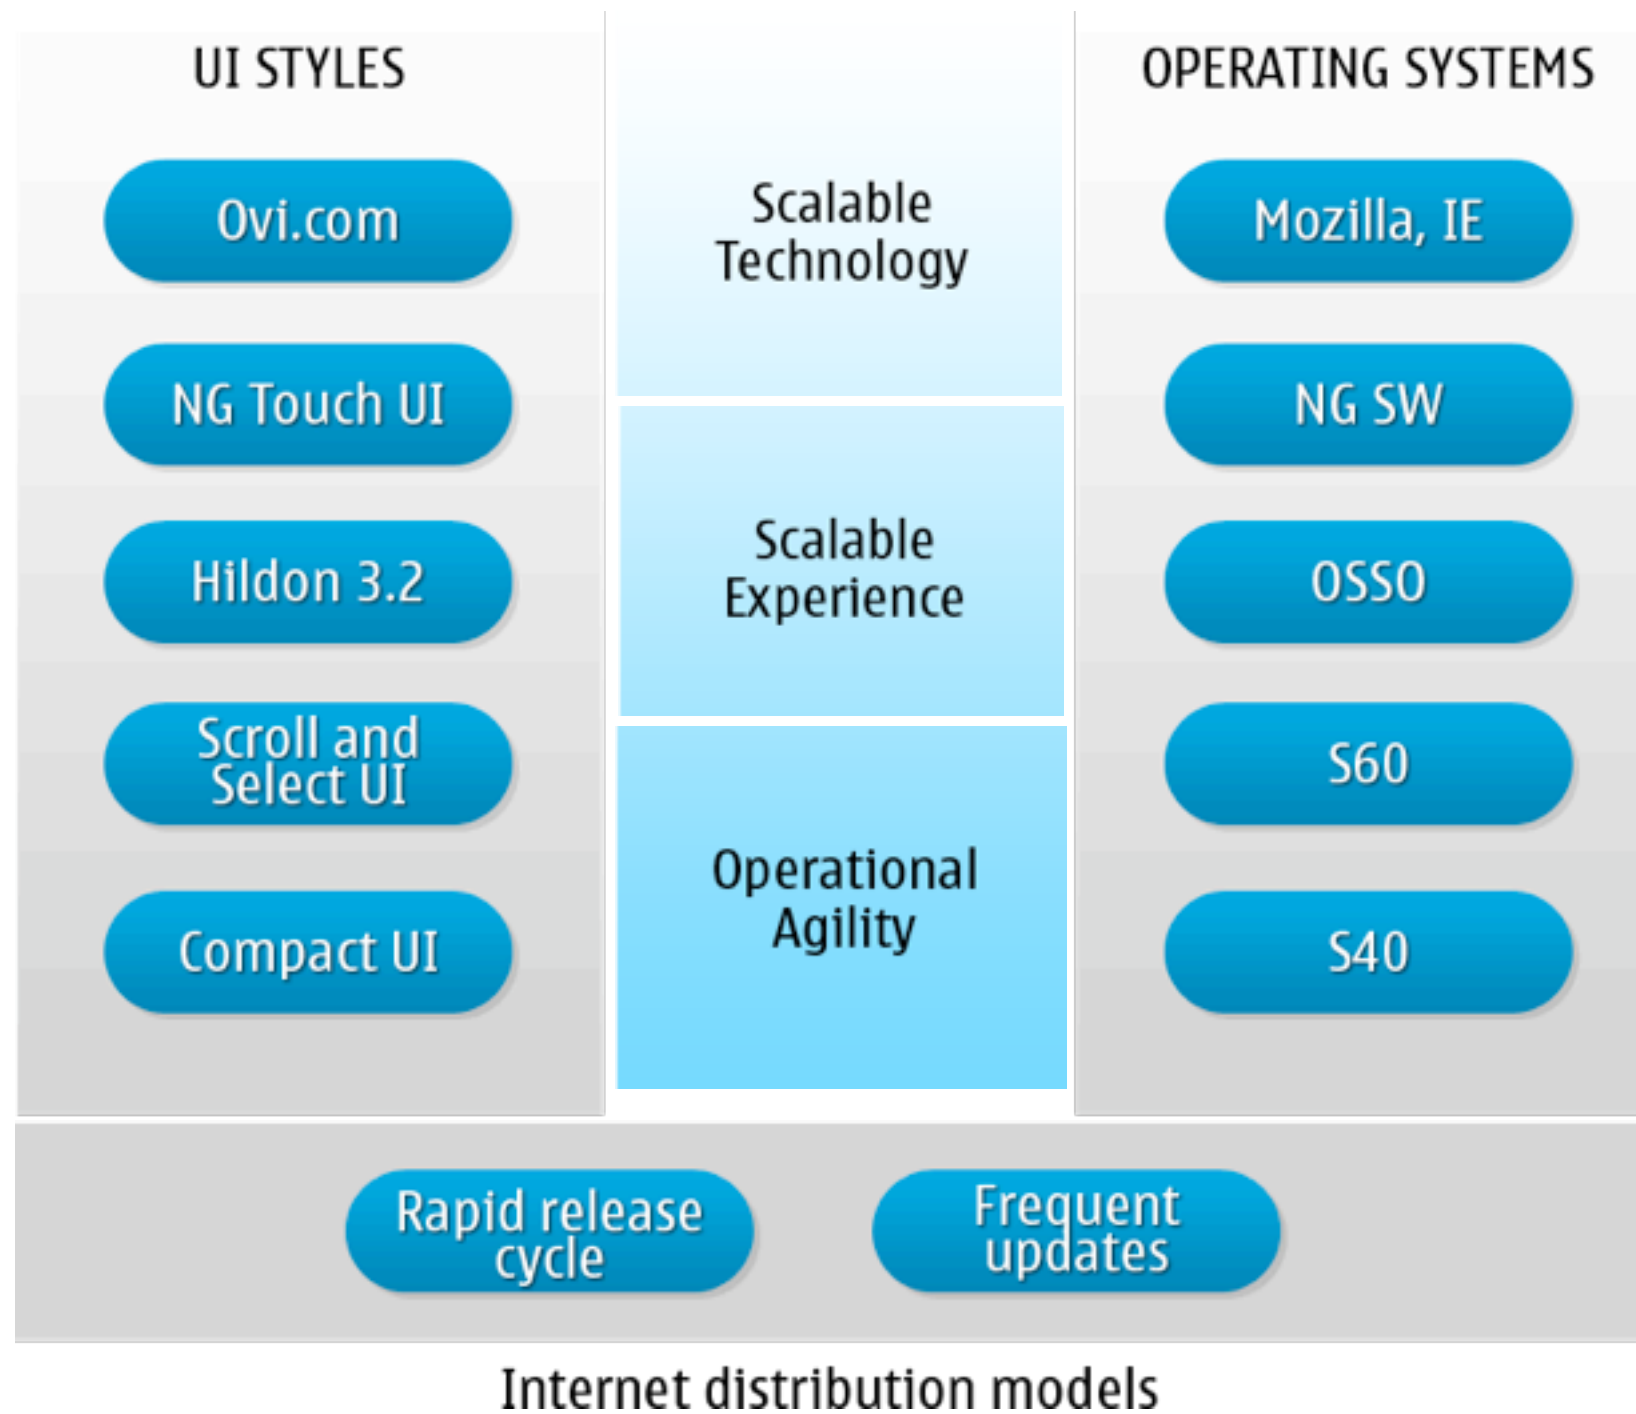 UI STYLES
Ovi.com
NG Touch UI
Hildon 3.2
Scroll and
Select UI
Compact UI
Scalable
Technology
Scalable
Experience
Operational
Agility
OPERATING SYSTEMS
Mozilla, IE
NG SW
OSSO
S60
S40
Rapid release
cycle
Frequent
updates
Internet distribution models